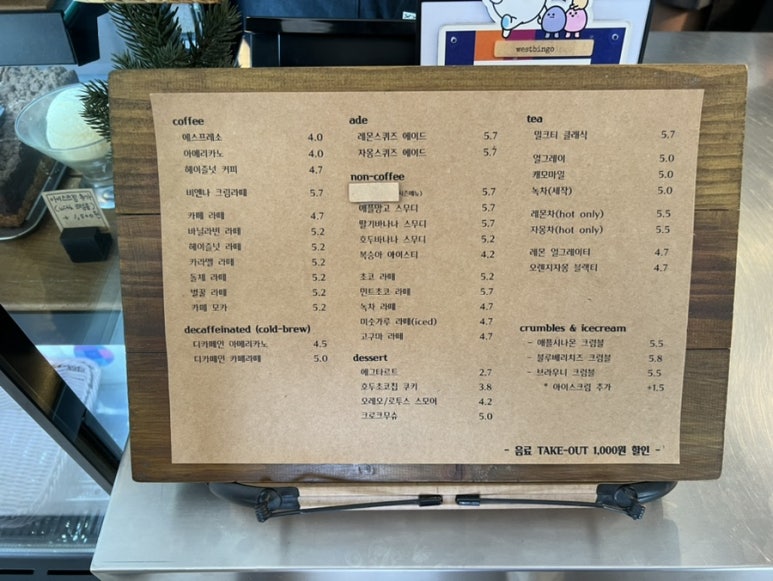 westbingo
coffee
에스프레소 4.0
아메리카노 4.0
헤이즐넛 커피 4.7
비엔나 크림라떼 5.7
카페 라떼 4.7
바닐라빈 라떼 5.2
헤이즐넛 라떼 5.2
카라멜 라떼 5.2
돌체 라떼 5.2
벌꿀 라떼 5.2
카페 모카 5.2
decaffeinated (cold-brew)
디카페인 아메리카노 4.5
디카페인 카페라떼 5.0
ade
레몬스퀴즈 에이드 5.7
자몽스퀴즈 에이드 5.7
non-coffee
5.7
애플망고 스무디 5.7
딸기바나나 스무디 5.7
호두바나나 스무디 5.2
복숭아 아이스티 4.2
초코 라떼 5.2
민트초코 라떼 5.7
녹차 라떼 4.7
미숫가루 라떼(iced) 4.7
고구마 라떼 4.7
dessert
에그타르트 2.7
호두초코칩 쿠키 3.8
오레오/로투스 스모어 4.2
크로크무슈 5.0
tea
밀크티 클래식 5.7
얼그레이 5.0
캐모마일 5.0
녹차(세작) 5.0
레몬차(hot only) 5.5
자몽차(hot only) 5.5
레몬 얼그레이티 4.7
오렌지자몽 블랙티 4.7
crumbles & icecream
- 애플시나몬 크럼블 5.5
- 블루베리치즈 크럼블 5.8
- 브라우니 크럼블 5.5
* 아이스크림 추가 +1.5
- 음료 TAKE-OUT 1,000원 할인 -
아이스크림 추가
+ 1,500